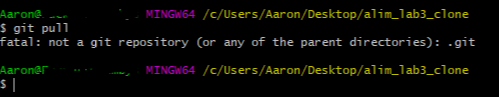 Aaron@ MINGW64 /c/Users/Aaron/Desktop/alim_lab3_clone
$ git pull
fatal: not a git repository (or any of the parent directories): .git
Aaron@ MINGW64 /c/Users/Aaron/Desktop/alim_lab3_clone
$